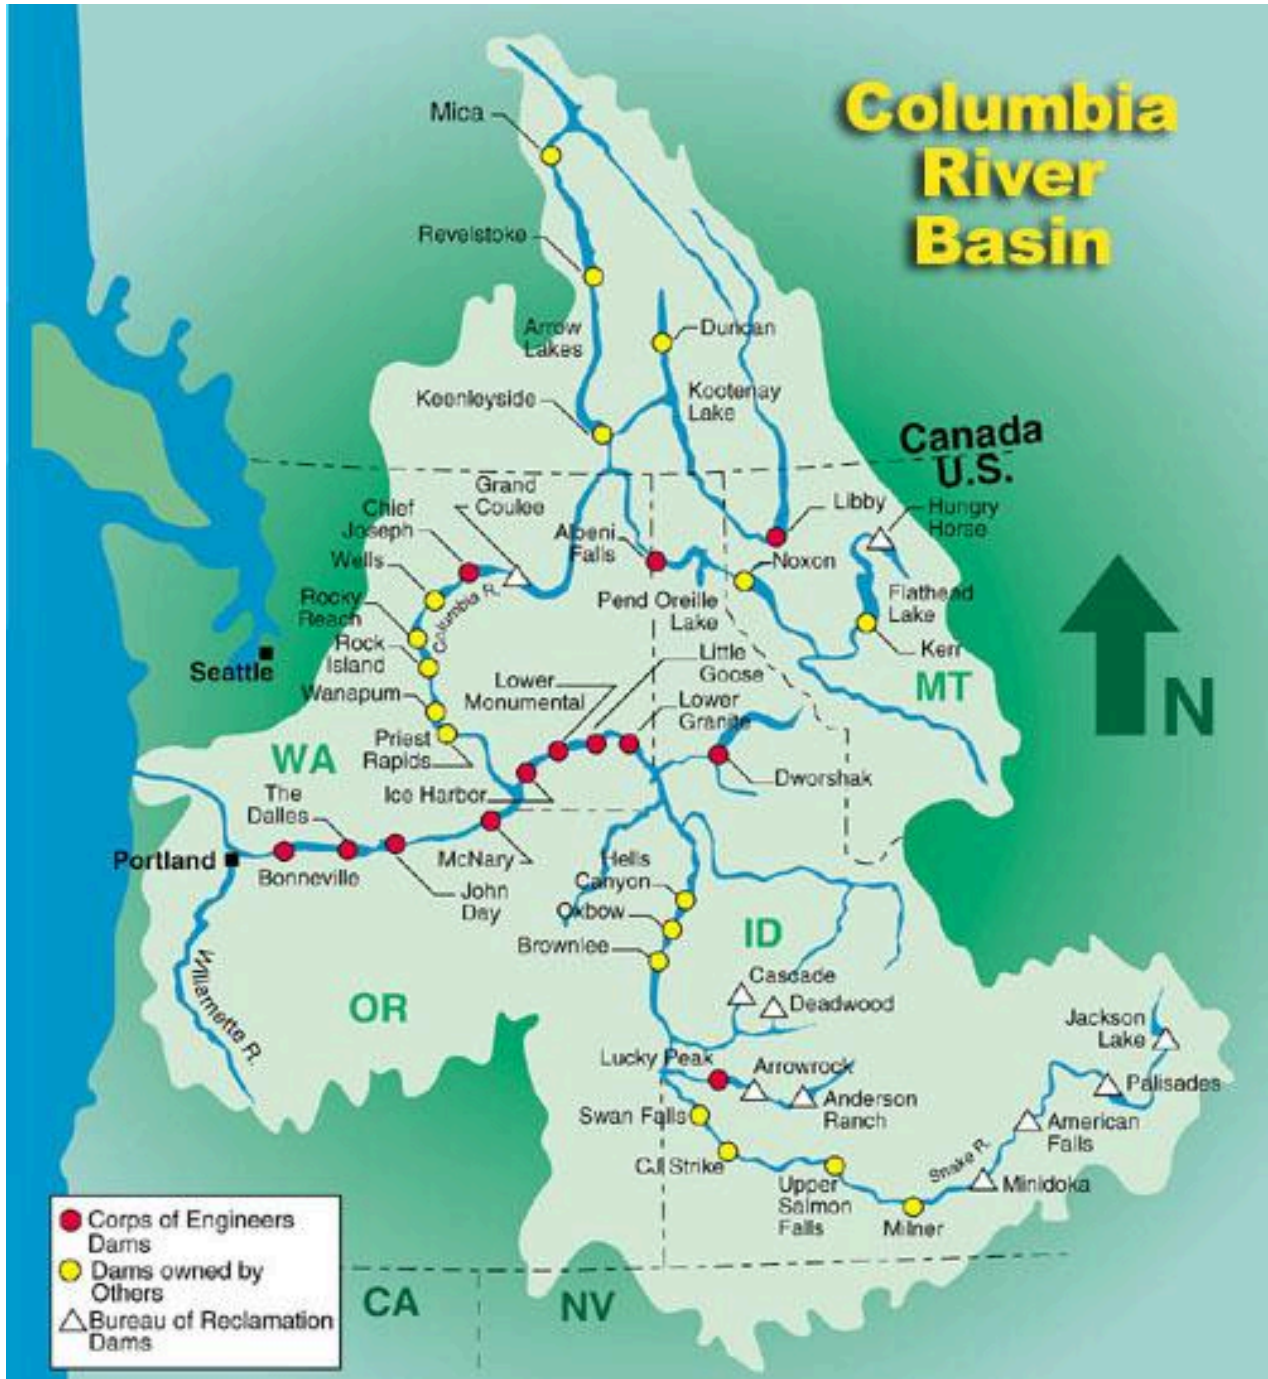 Columbia
River
Basin
Mica
Revelstoke
Arrow
Lakes
Duncan
Keenleyside
Kootenay
Lake
Canada
U.S.
Grand
Coulee
Chief
Joseph
Libby
Hungry
Horse
Albeni
Falls
Wells
Noxon
Columbia R.
Rocky
Reach
Pend Oreille
Lake
Flathead
Lake
Rock
Island
Kerr
Seattle
Little
Goose
Lower
Monumental
MT
N
Wanapum
Lower
Granite
Priest
Rapids
WA
Ice Harbor
Dworshak
The
Dalles
Portland
Bonneville
McNary
John
Day
Hells
Canyon
Oxbow
Brownlee
ID
Willamette R.
OR
Cascade
Deadwood
Jackson
Lake
Lucky Peak
Arrowrock
Palisades
Anderson
Ranch
Swan Falls
American
Falls
CJ Strike
Snake R.
Upper
Salmon
Falls
Minidoka
Milner
Corps of Engineers
Dams
Dams owned by
Others
Bureau of Reclamation
Dams
CA
NV